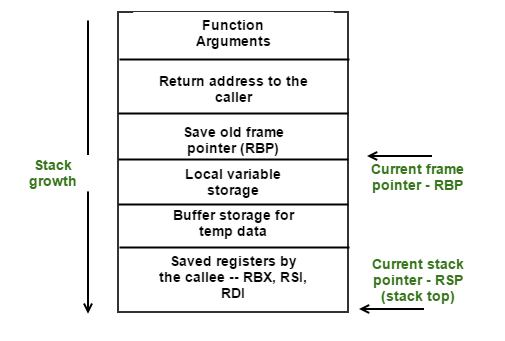 Function
Arguments
Return address to the
caller
Save old frame
pointer (RBP)
Local variable
storage
Buffer storage for
temp data
Saved registers by
the callee -- RBX, RSI,
RDI
Stack
growth
Current frame
pointer - RBP
Current stack
pointer - RSP
(stack top)